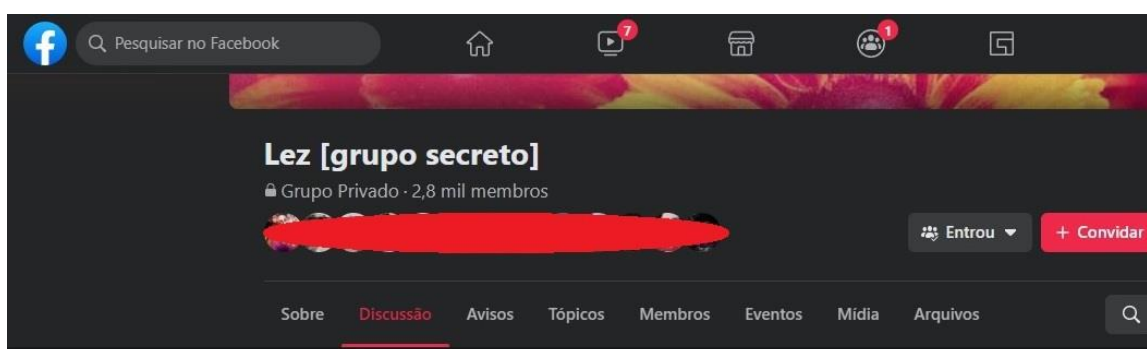 Pesquisar no Facebook
7
1
Lez [grupo secreto]
Grupo Privado · 2,8 mil membros
Entrou
+ Convidar
Sobre Discussão Avisos Tópicos Membros Eventos Mídia Arquivos